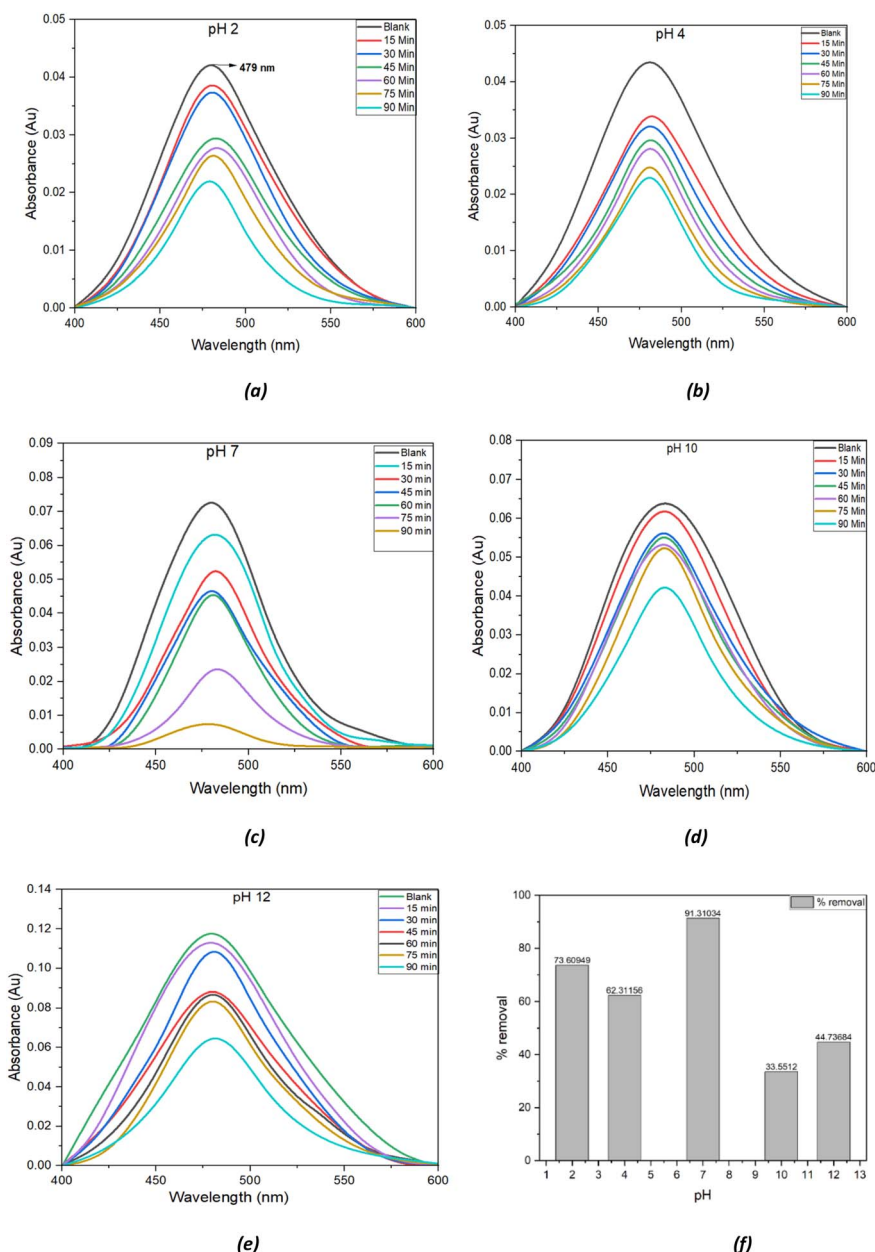 pH 2
Blank
15 Min
30 Min
45 Min
60 Min
75 Min
90 Min
479 nm
0.05
0.04
0.03
0.02
0.01
0.00
Absorbance (Au)
400
450
500
550
600
Wavelength (nm)
(a)
pH 4
Blank
15 Min
30 Min
45 Min
60 Min
75 Min
90 Min
0.05
0.04
0.03
0.02
0.01
0.00
Absorbance (Au)
400
450
500
550
600
Wavelength (nm)
(b)
pH 7
Blank
15 min
30 min
45 min
60 min
75 min
90 min
0.09
0.08
0.07
0.06
0.05
0.04
0.03
0.02
0.01
0.00
Absorbance (Au)
400
450
500
550
600
Wavelength (nm)
(c)
pH 10
Blank
15 Min
30 Min
45 Min
60 Min
75 Min
90 Min
0.08
0.07
0.06
0.05
0.04
0.03
0.02
0.01
0.00
Absorbance (Au)
400
450
500
550
600
Wavelength (nm)
(d)
pH 12
Blank
15 min
30 min
45 min
60 min
75 min
90 min
0.14
0.12
0.10
0.08
0.06
0.04
0.02
0.00
Absorbance (Au)
400
450
500
550
600
Wavelength (nm)
(e)
% removal
100
80
60
40
20
0
% removal
73.60949
62.31156
91.31034
33.5512
44.73684
1 2 3 4 5 6 7 8 9 10 11 12 13
pH
(f)